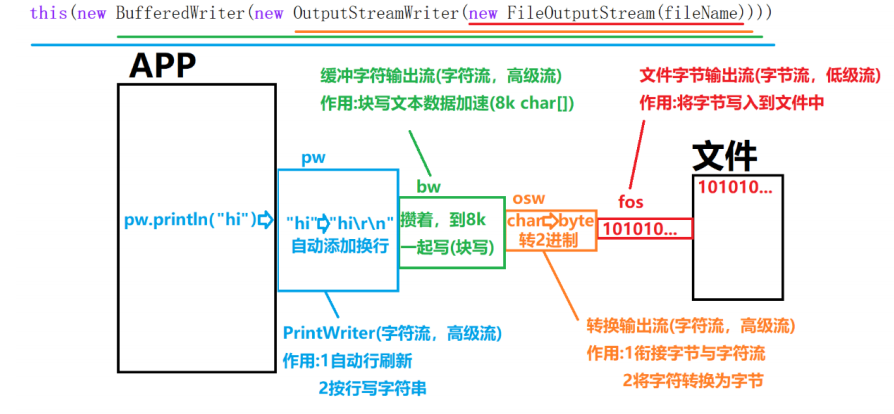 this(new BufferedWriter(new OutputStreamWriter(new FileOutputStream(fileName))))
APP
缓冲字符输出流(字符流，高级流)
作用:块写文本数据加速(8k char[])
文件字节输出流(字节流，低级流)
作用:将字节写入到文件中
文件
pw
bw
osw
fos
101010...
pw.println("hi")
"hi" "hi\r\n"
自动添加换行
攒着，到8k
一起写(块写)
char byte
转2进制
101010...
PrintWriter(字符流，高级流)
作用:1自动行刷新
2按行写字符串
转换输出流(字符流，高级流)
作用:1衔接字节与字符流
2将字符转换为字节